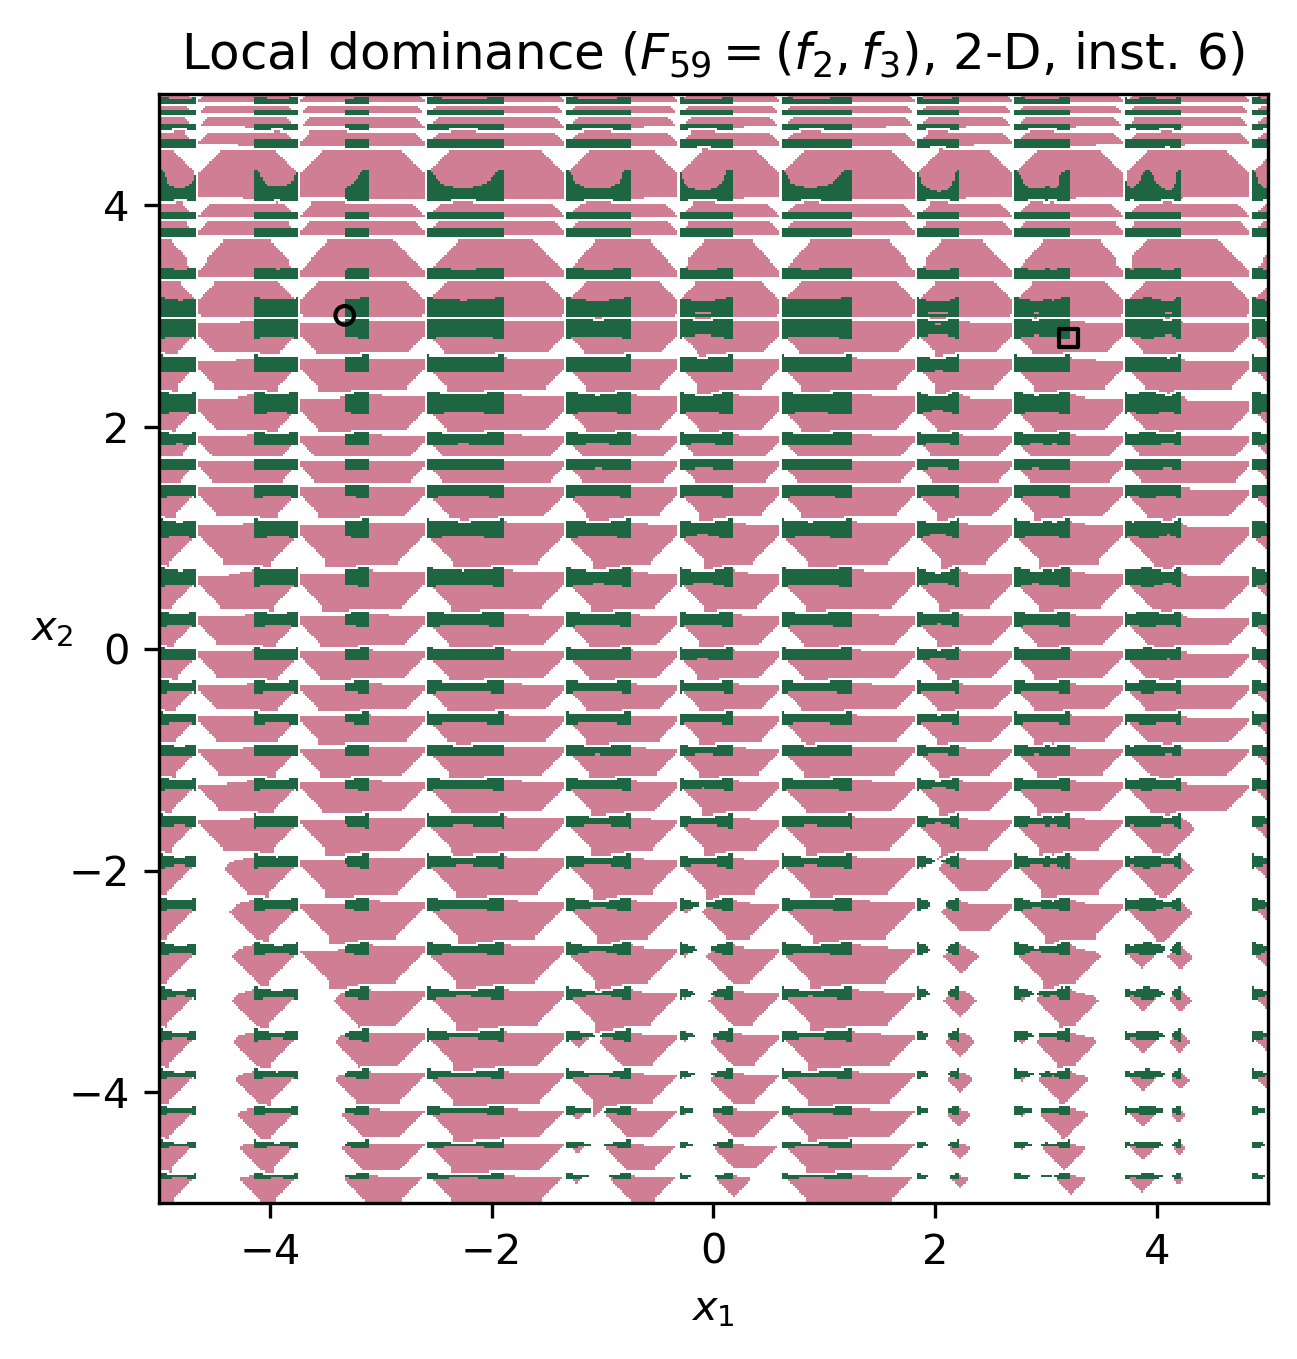 Local dominance (F₅₉ = (f₂, f₃), 2-D, inst. 6)
4
2
x₂
0
−2
−4
−4 −2 0 2 4
x₁